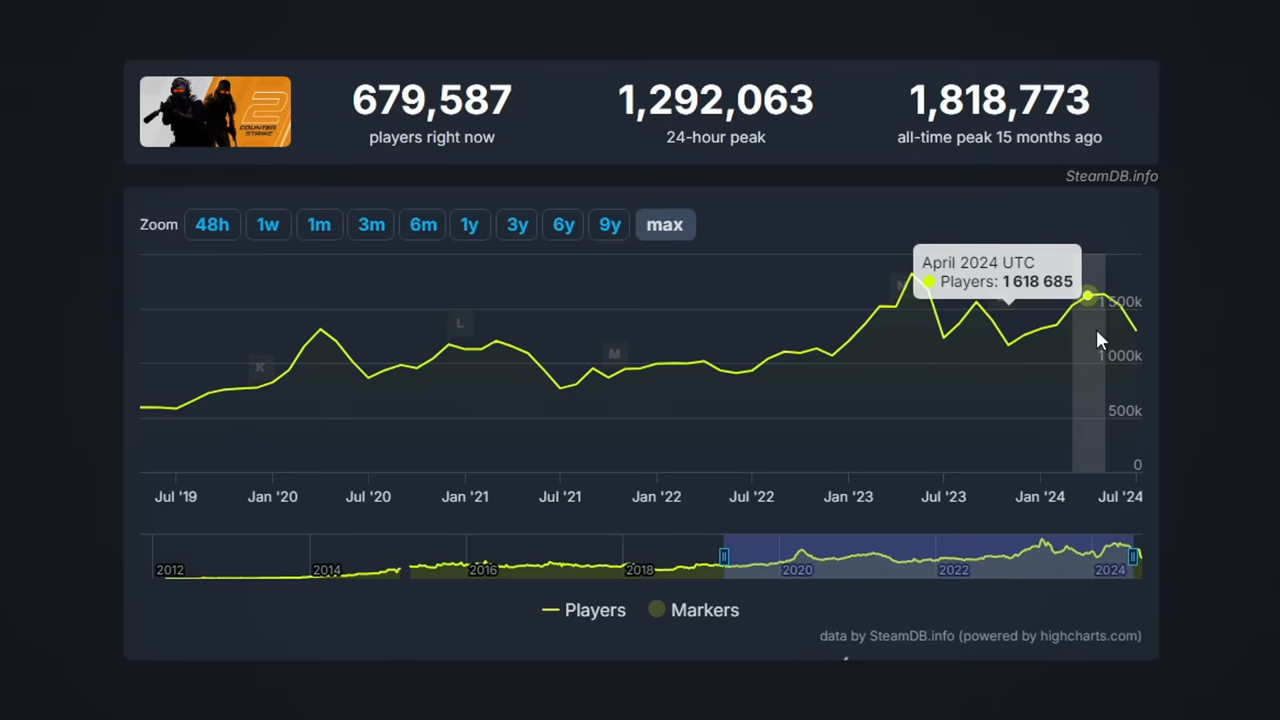 679,587
players right now
1,292,063
24-hour peak
1,818,773
all-time peak 15 months ago
2
COUNTER
STRIKE
SteamDB.info
Zoom 48h 1w 1m 3m 6m 1y 3y 6y 9y max
April 2024 UTC
Players: 1 618 685
K
L
M
N
1 500k
1 000k
500k
0
Jul '19 Jan '20 Jul '20 Jan '21 Jul '21 Jan '22 Jul '22 Jan '23 Jul '23 Jan '24 Jul '24
2012 2014 2016 2018 2020 2022 2024
Players Markers
data by SteamDB.info (powered by highcharts.com)